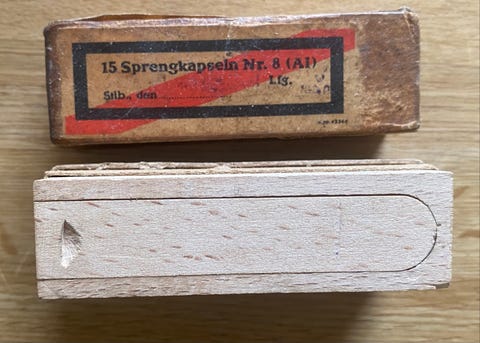 15 Sprengkapseln Nr. 8 (Al)
Lfg.
Stlb., den